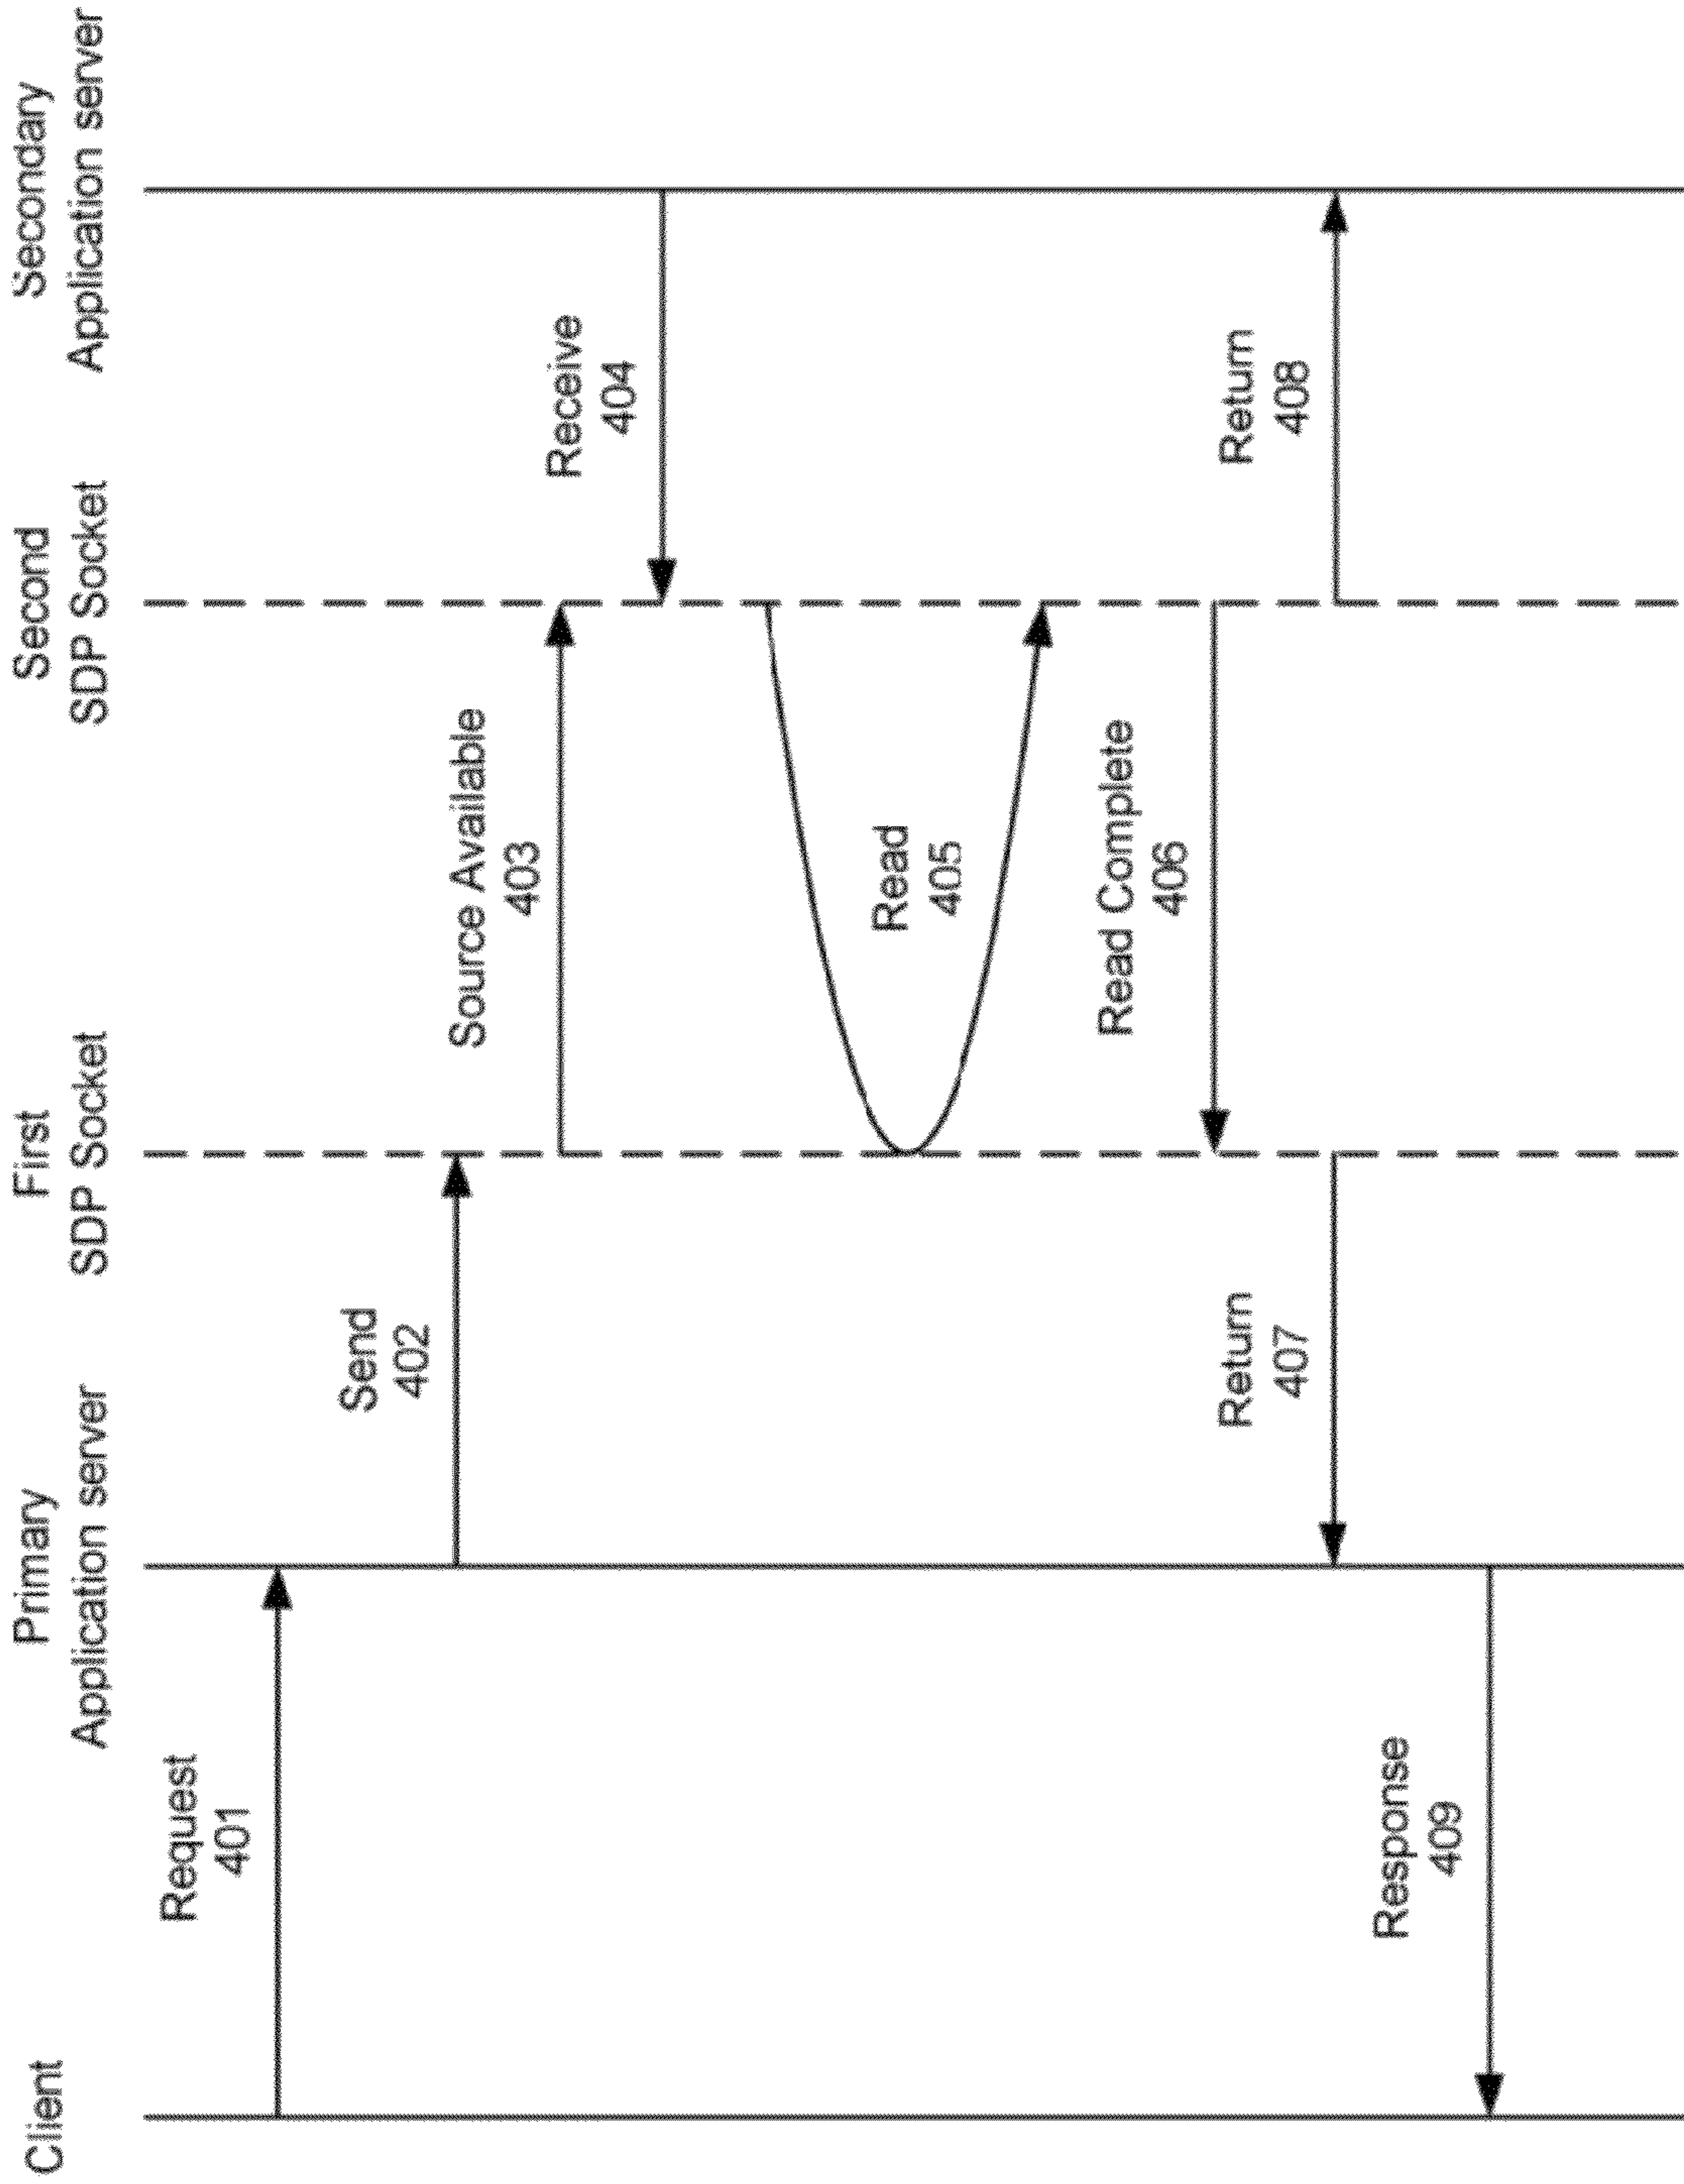 Client
Primary
Application server
First
SDP Socket
Second
SDP Socket
Secondary
Application server
Request
401
Send
402
Source Available
403
Receive
404
Read
405
Read Complete
406
Return
407
Return
408
Response
409